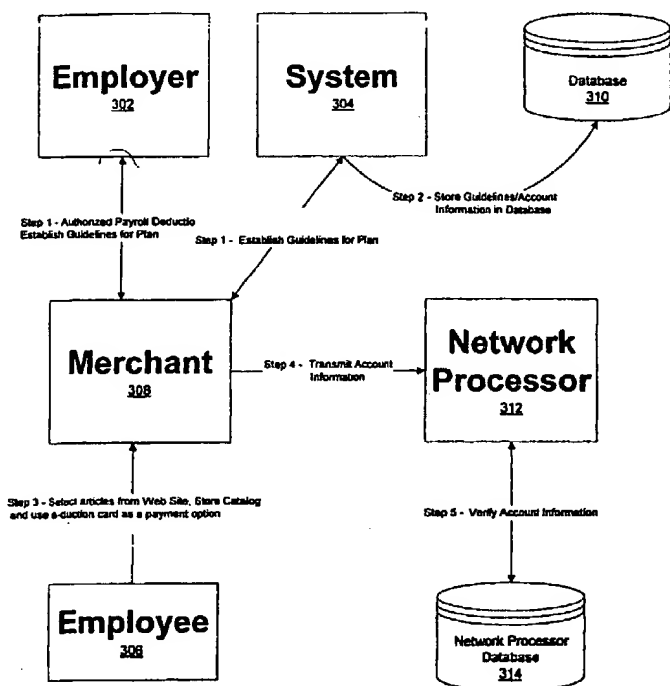 Employer
302
System
304
Database
310
Step 1 - Authorized Payroll Deductio
Establish Guidelines for Plan
Step 1 - Establish Guidelines for Plan
Step 2 - Store Guidelines/Account
Information in Database
Merchant
308
Step 4 - Transmit Account
Information
Network
Processor
312
Step 3 - Select articles from Web Site, Store Catalog
and use e-duction card as a payment option
Step 5 - Verify Account Information
Employee
306
Network Processor
Database
314